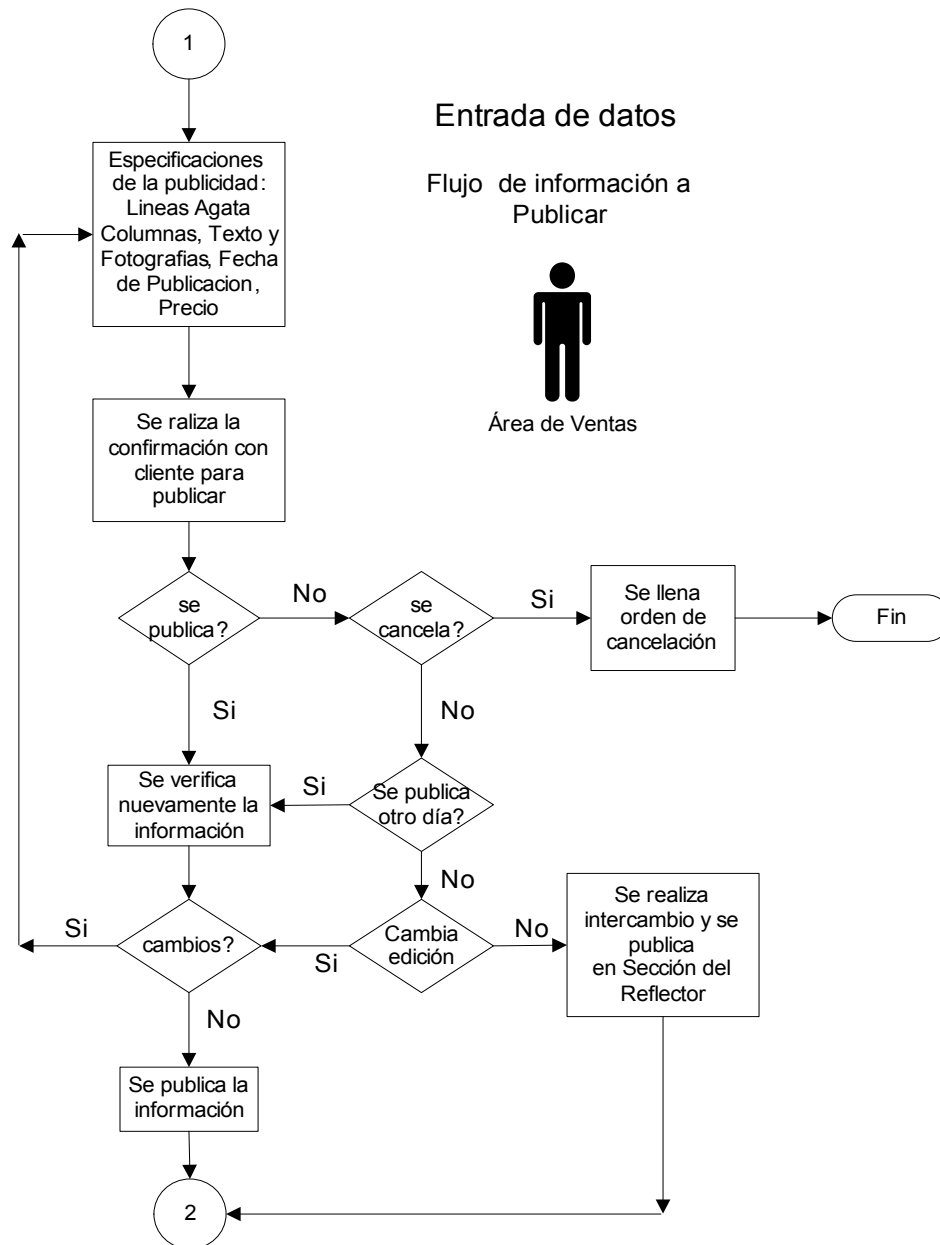 1
Entrada de datos
Flujo de información a
Publicar
Área de Ventas
Especificaciones
de la publicidad:
Lineas Agata
Columnas, Texto y
Fotografias, Fecha
de Publicacion,
Precio
Se raliza la
confirmación con
cliente para
publicar
se
publica?
No
se
cancela?
Si
Se llena
orden de
cancelación
Fin
Si
No
Se verifica
nuevamente la
información
Si
Se publica
otro día?
No
Si
cambios?
Si
Cambia
edición
No
Se realiza
intercambio y se
publica
en Sección del
Reflector
No
Se publica la
información
2